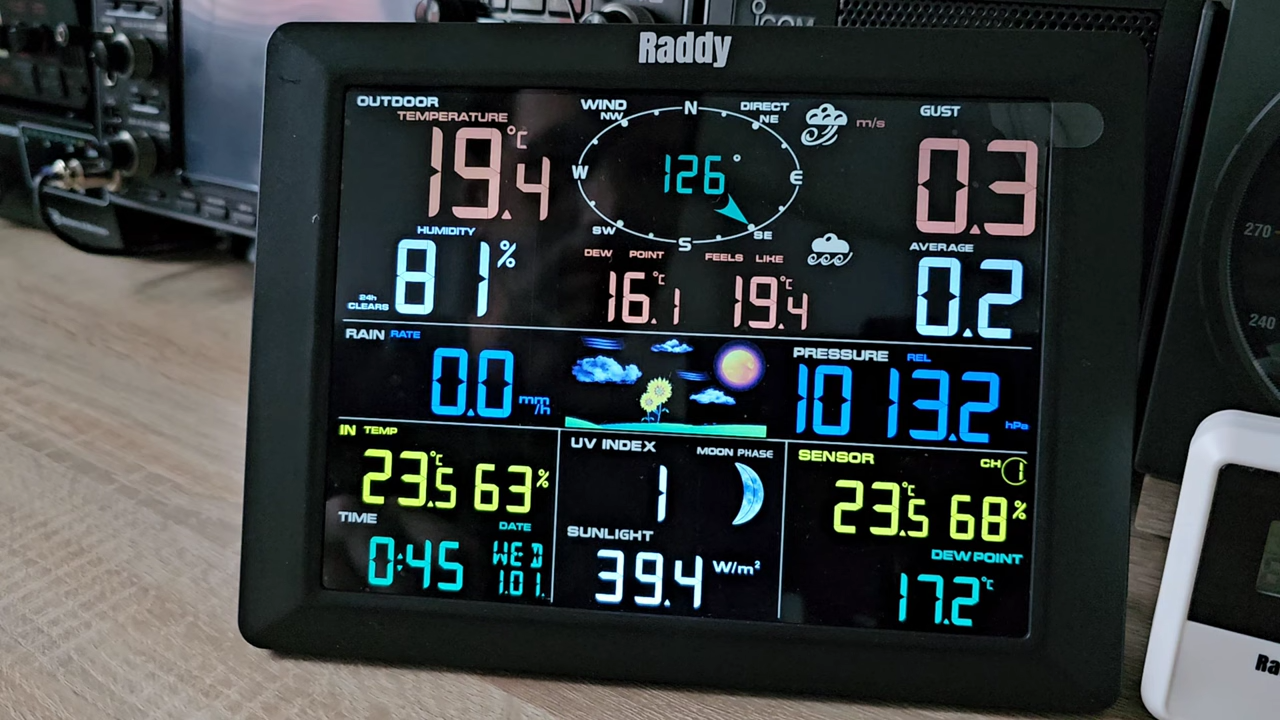 ICOM
Raddy
OUTDOOR
TEMPERATURE
19.4 °C
WIND
NW N NE
DIRECT
W 126° E
SW S SE
m/s
GUST
0.3
HUMIDITY
81%
24h
CLEARS
DEW POINT
16.1 °C
FEELS LIKE
19.4 °C
AVERAGE
0.2
RAIN RATE
0.0 mm/h
PRESSURE REL
1013.2 hPa
IN TEMP
23.5 °C 63%
TIME
0:45
DATE
WED
1.01.
UV INDEX
1
MOON PHASE
SUNLIGHT
39.4 W/m²
SENSOR
CH 1
23.5 °C 68%
DEW POINT
17.2 °C
270
240